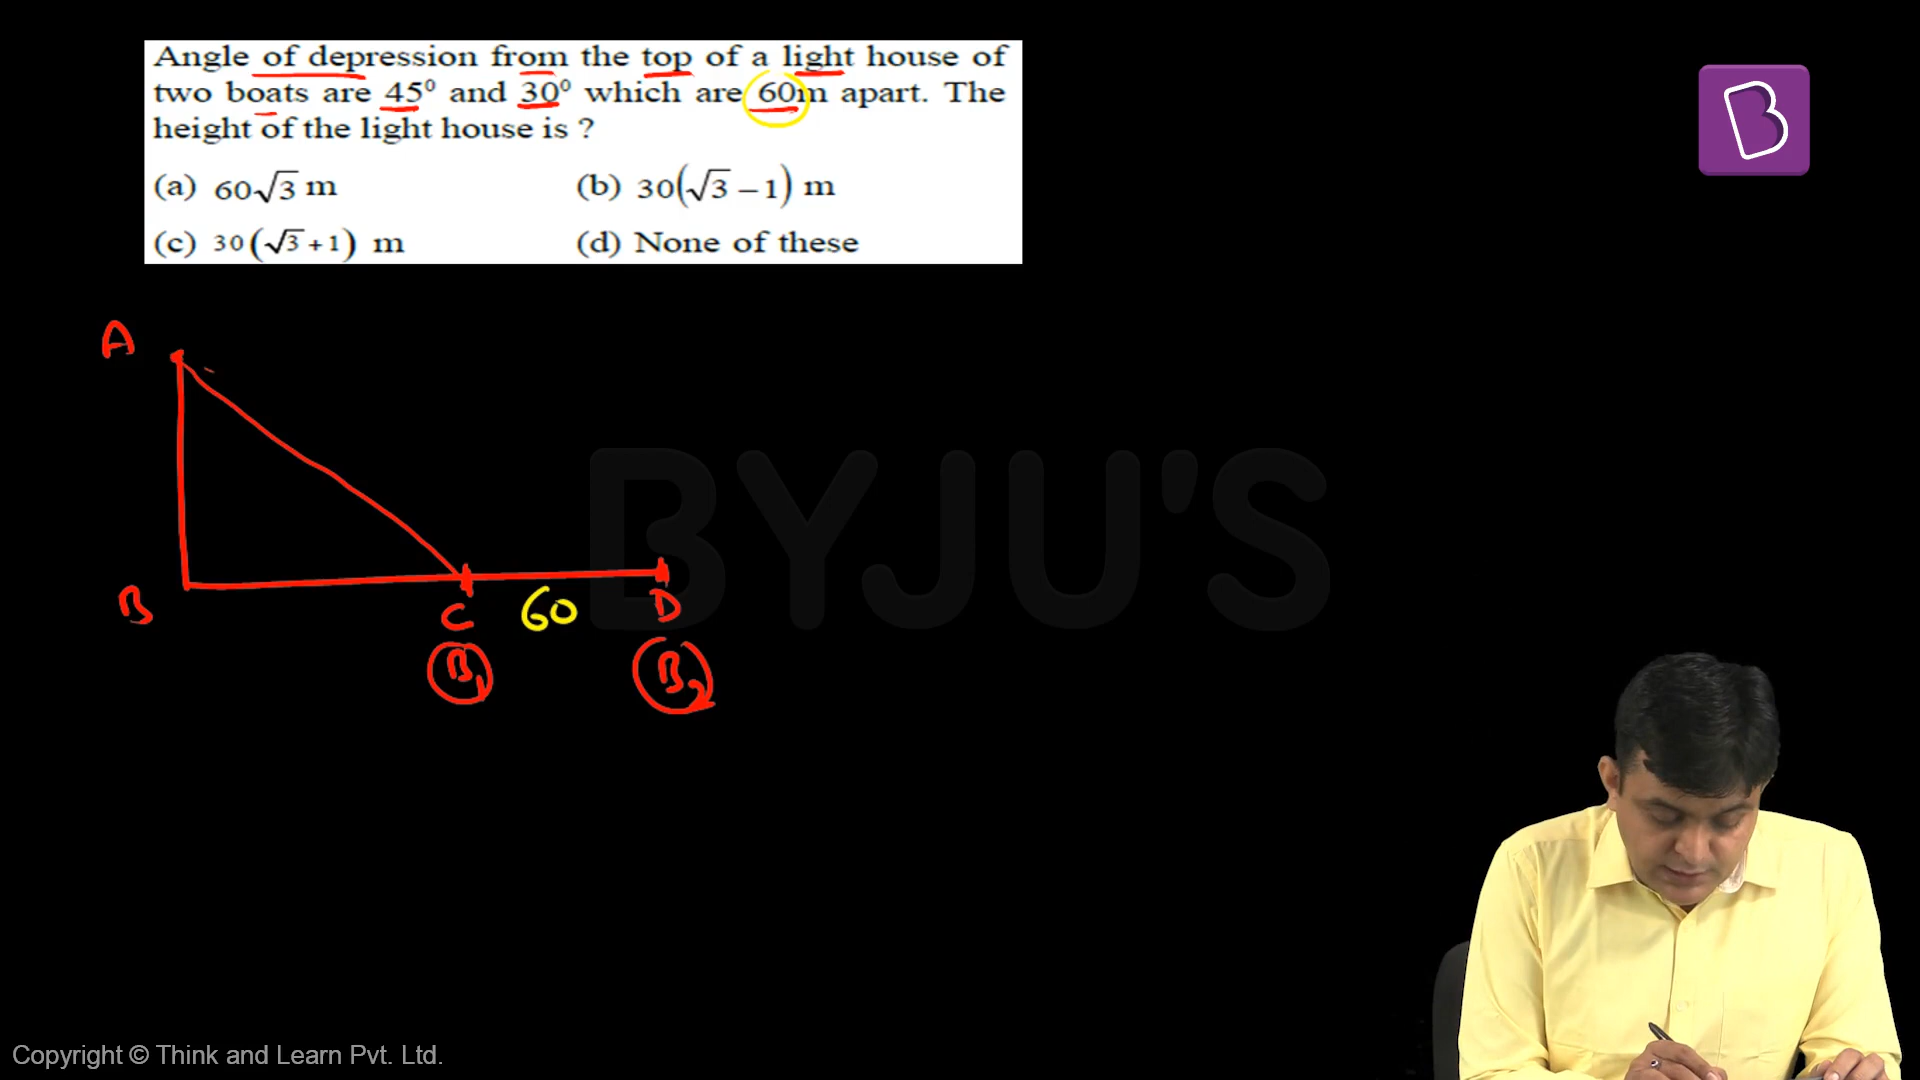 Angle of depression from the top of a light house of
two boats are 45⁰ and 30⁰ which are 60m apart. The
height of the light house is ?
(a) 60√3 m (b) 30(√3 – 1) m
(c) 30(√3 + 1) m (d) None of these
A
B C 60 D
B₁ B₂
BYJU'S
Copyright © Think and Learn Pvt. Ltd.